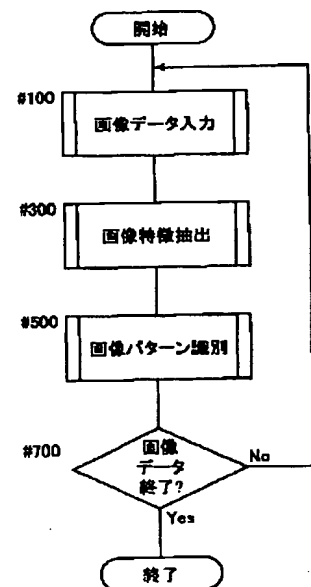 開始
#100
画像データ入力
#300
画像特徴抽出
#500
画像パターン識別
#700
画像
データ
終了?
No
Yes
終了